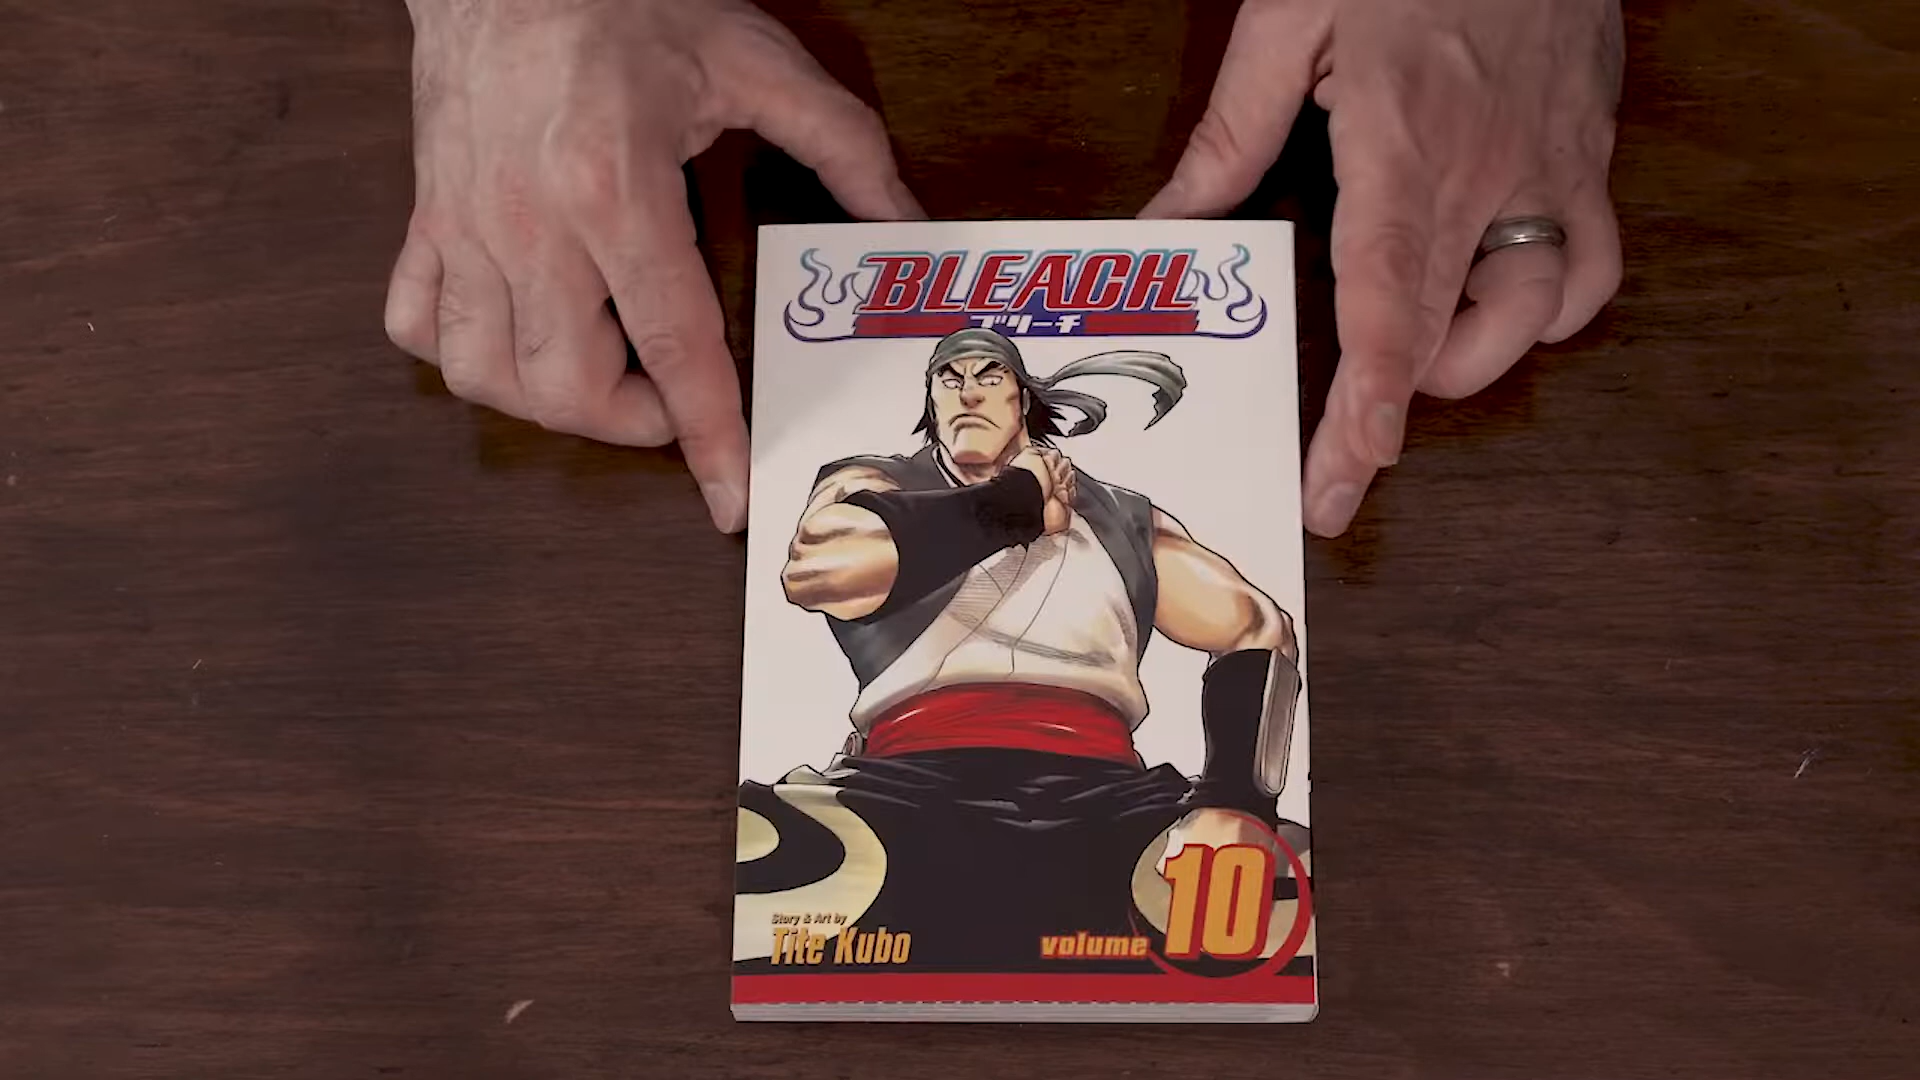 BLEACH
ブリーチ
Story & Art by
Tite Kubo
volume 10